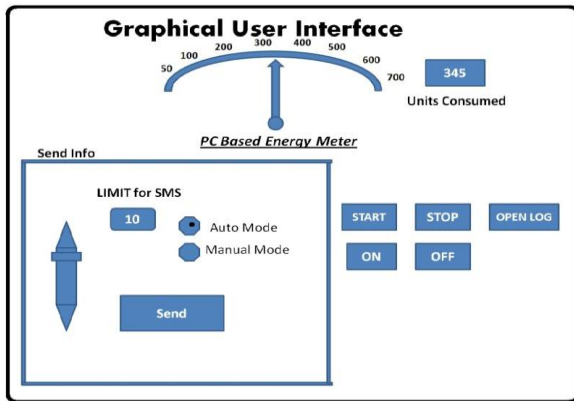 Graphical User Interface
50 100 200 300 400 500 600 700
345
Units Consumed
PC Based Energy Meter
Send Info
LIMIT for SMS
10
Auto Mode
Manual Mode
Send
START STOP OPEN LOG
ON OFF